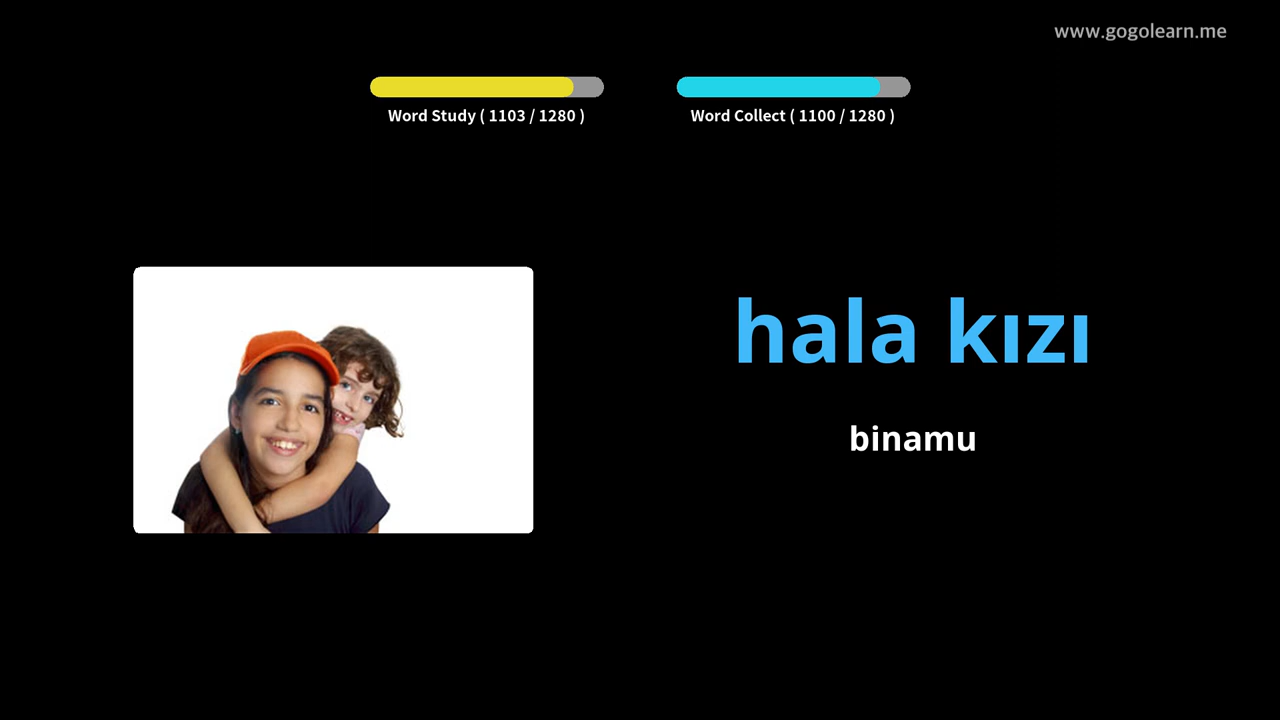 www.gogolearn.me
Word Study ( 1103 / 1280 )
Word Collect ( 1100 / 1280 )
hala kızı
binamu